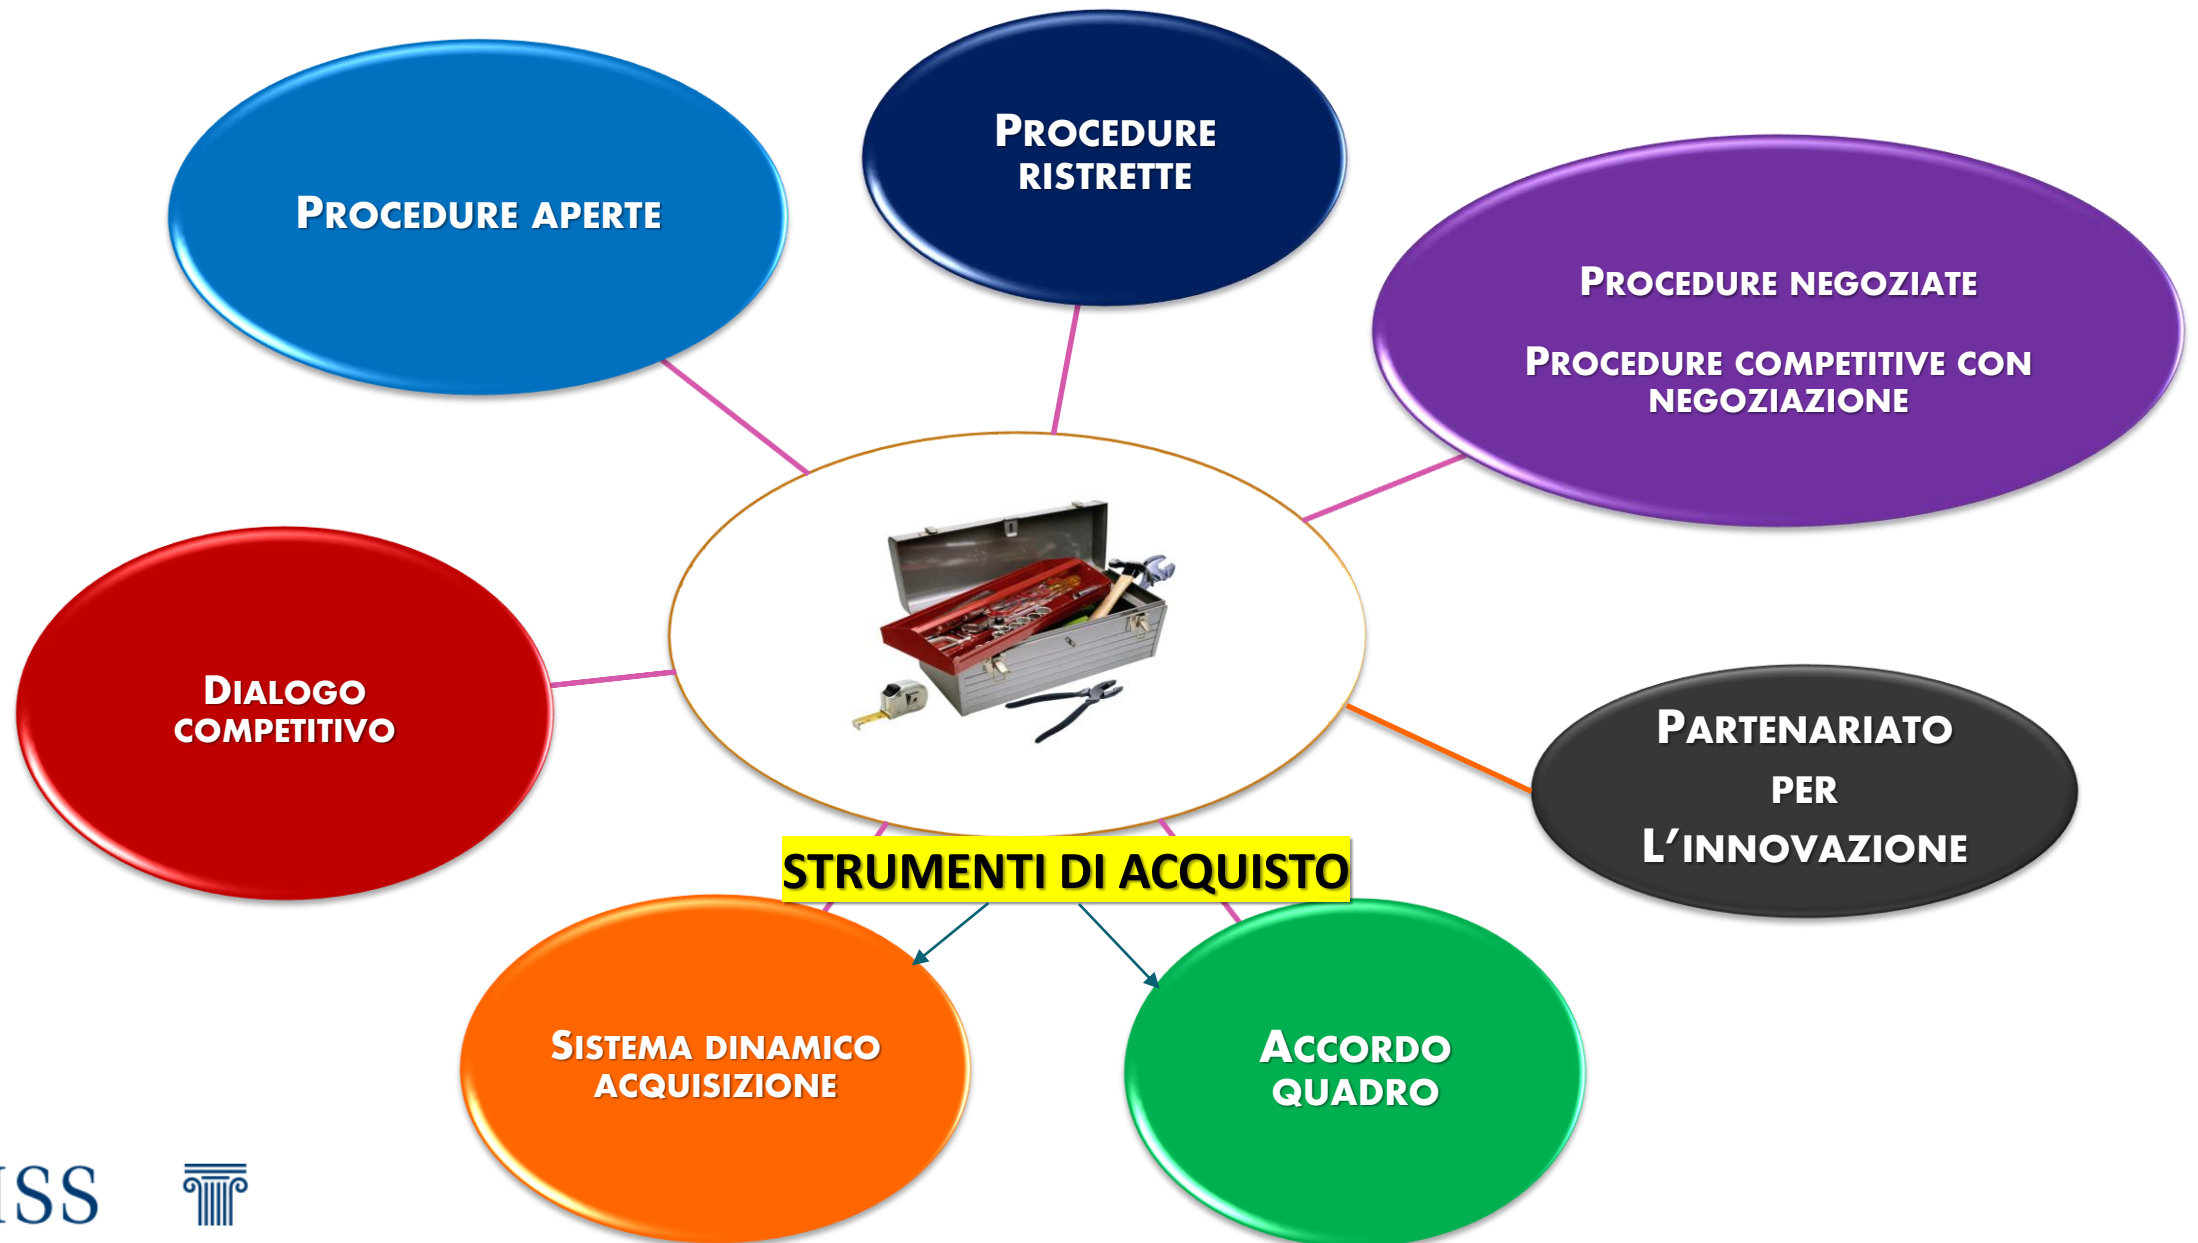 PROCEDURE APERTE
PROCEDURE
RISTRETTE
PROCEDURE NEGOZIATE
PROCEDURE COMPETITIVE CON
NEGOZIAZIONE
DIALOGO
COMPETITIVO
PARTENARIATO
PER
L'INNOVAZIONE
STRUMENTI DI ACQUISTO
SISTEMA DINAMICO
ACQUISIZIONE
ACCORDO
QUADRO